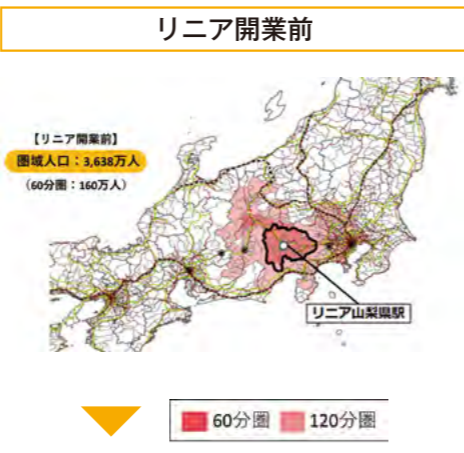 リニア開業前
【リニア開業前】
圏域人口：3,638万人
（60分圏：160万人）
リニア山梨県駅
60分圏 120分圏